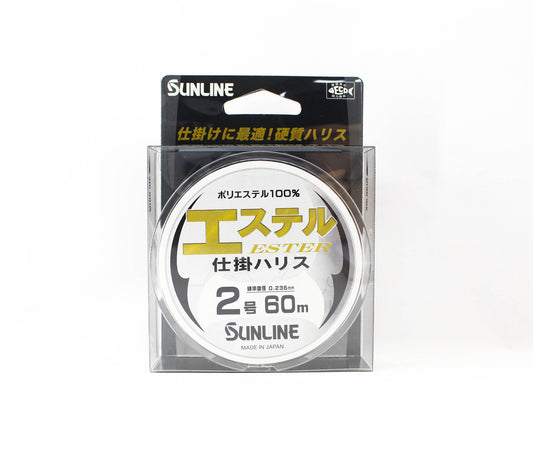 SUNLINE
ECO
仕掛けに最適!硬質ハリス
ポリエステル100%
エステル
ESTER
仕掛ハリス
標準直径 0.235mm
2号 60m
SUNLINE
MADE IN JAPAN